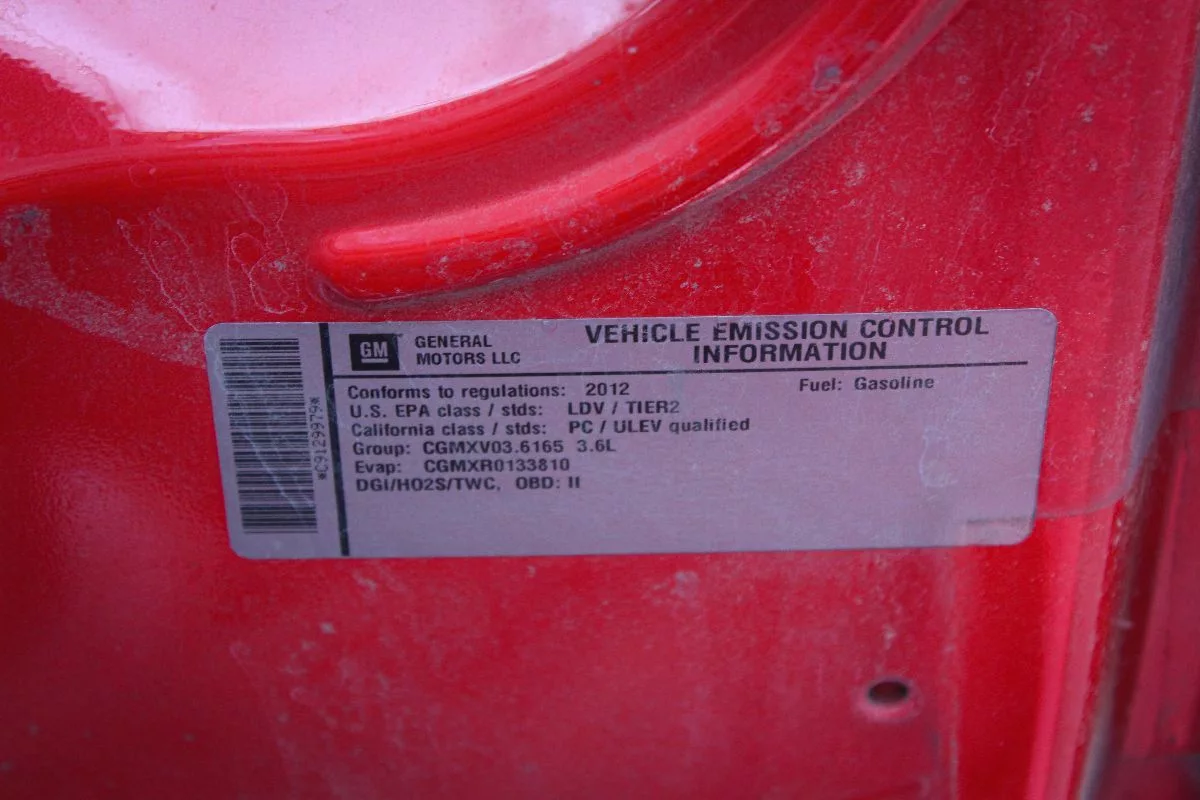 GM
GENERAL
MOTORS LLC
VEHICLE EMISSION CONTROL
INFORMATION
Conforms to regulations: 2012 Fuel: Gasoline
U.S. EPA class / stds: LDV / TIER2
California class / stds: PC / ULEV qualified
Group: CGMXV03.6165 3.6L
Evap: CGMXR0133810
DGI/HO2S/TWC, OBD: II
*C9129979*